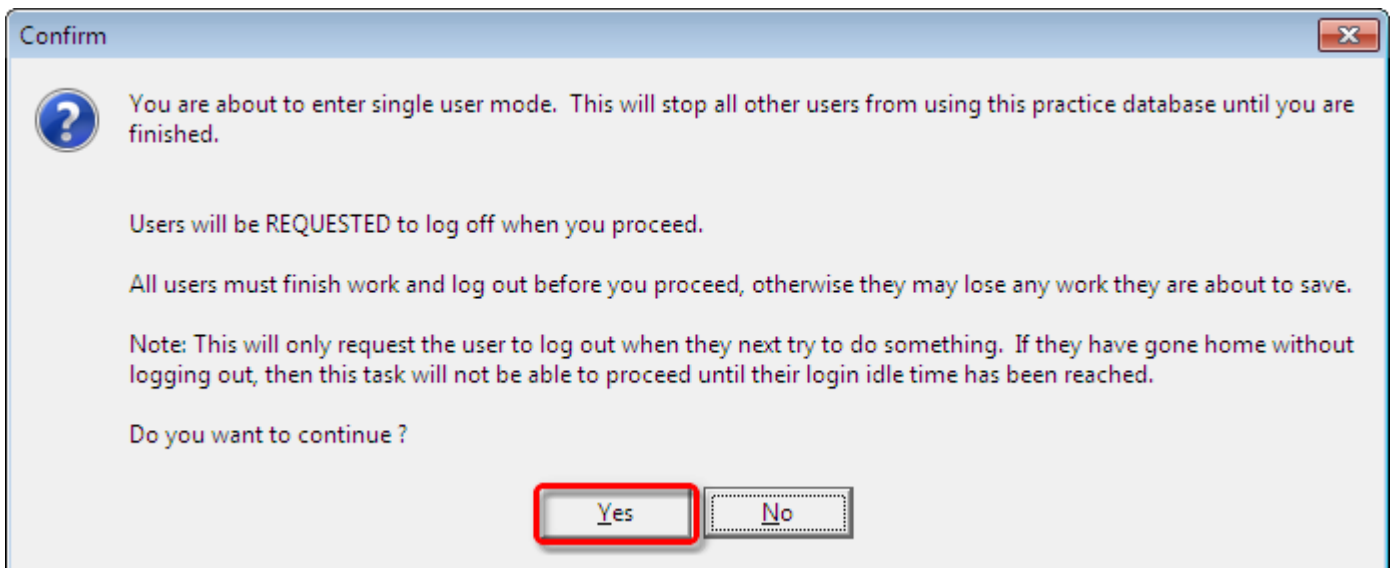 Confirm
You are about to enter single user mode.  This will stop all other users from using this practice database until you are
finished.
Users will be REQUESTED to log off when you proceed.
All users must finish work and log out before you proceed, otherwise they may lose any work they are about to save.
Note: This will only request the user to log out when they next try to do something.  If they have gone home without
logging out, then this task will not be able to proceed until their login idle time has been reached.
Do you want to continue ?
Yes No